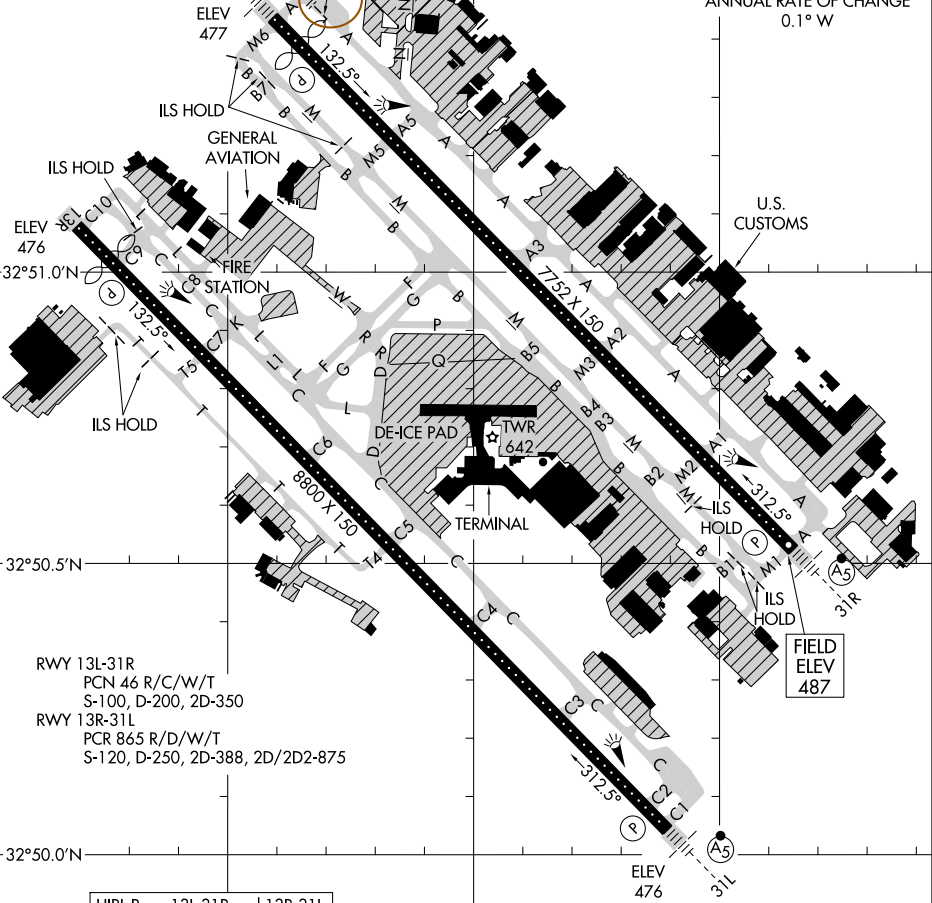 ANNUAL RATE OF CHANGE
0.1° W
ELEV
477
A
M6
A
132.5°
P
B
B7
ILS HOLD
B
M
A5
A
M5
GENERAL
AVIATION
B
ILS HOLD
M
A
U.S.
CUSTOMS
B
C10
13R
ELEV
476
C9
C
A3
32°51.0'N
FIRE
STATION
C8
A
F
G
B
W
7752 X 150
P
132.5°
C
K
M
P
A2
C7
R
R
B5
T
L
L1
F
G
Q
M3
D
A
T5
L
B
C
L
B4
T
ILS HOLD
DE-ICE PAD
TWR
642
B3
M
A1
C6
D
B
B2
M2
8800 X 150
C
T
M
312.5°
A
ILS
HOLD
TERMINAL
C5
A
P
T
T4
C
B
32°50.5'N
B1
M1
A5
31R
ILS
HOLD
C4
C
FIELD
ELEV
487
RWY 13L-31R
PCN 46 R/C/W/T
S-100, D-200, 2D-350
RWY 13R-31L
PCR 865 R/D/W/T
S-120, D-250, 2D-388, 2D/2D2-875
C3
C
C
312.5°
C2
C1
P
A5
32°50.0'N
ELEV
476
31L